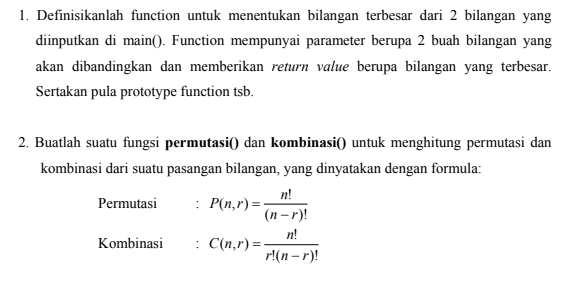 1. Definisikanlah function untuk menentukan bilangan terbesar dari 2 bilangan yang
diinputkan di main(). Function mempunyai parameter berupa 2 buah bilangan yang
akan dibandingkan dan memberikan return value berupa bilangan yang terbesar.
Sertakan pula prototype function tsb.
2. Buatlah suatu fungsi permutasi() dan kombinasi() untuk menghitung permutasi dan
kombinasi dari suatu pasangan bilangan, yang dinyatakan dengan formula:
Permutasi : P(n,r) = n! / (n − r)!
Kombinasi : C(n,r) = n! / r!(n − r)!